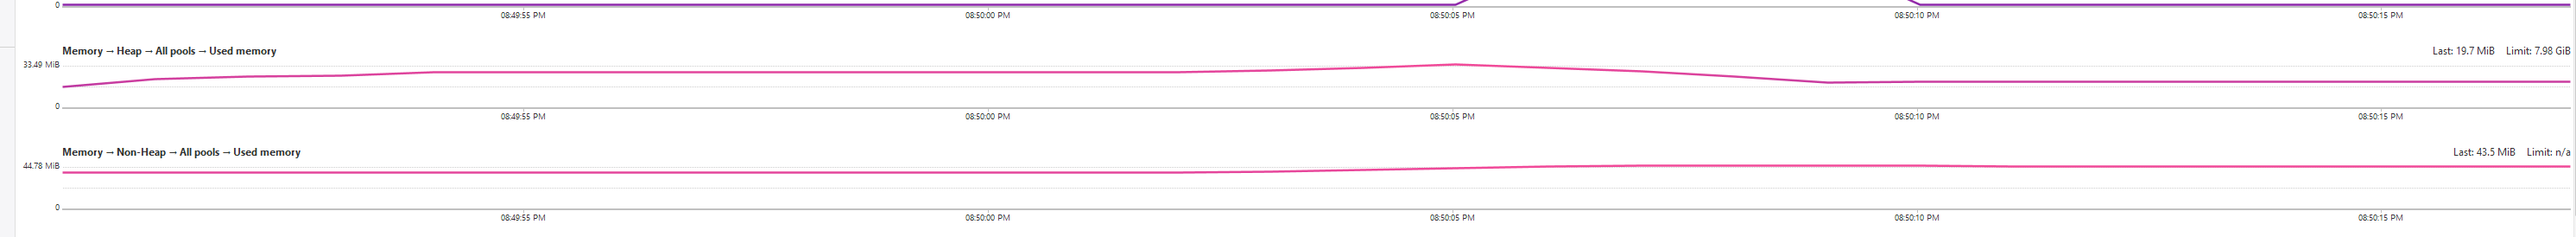 0
08:49:55 PM 08:50:00 PM 08:50:05 PM 08:50:10 PM 08:50:15 PM
Memory → Heap → All pools → Used memory Last: 19.7 MiB Limit: 7.98 GiB
33.49 MiB
0
08:49:55 PM 08:50:00 PM 08:50:05 PM 08:50:10 PM 08:50:15 PM
Memory → Non-Heap → All pools → Used memory Last: 43.5 MiB Limit: n/a
44.78 MiB
0
08:49:55 PM 08:50:00 PM 08:50:05 PM 08:50:10 PM 08:50:15 PM